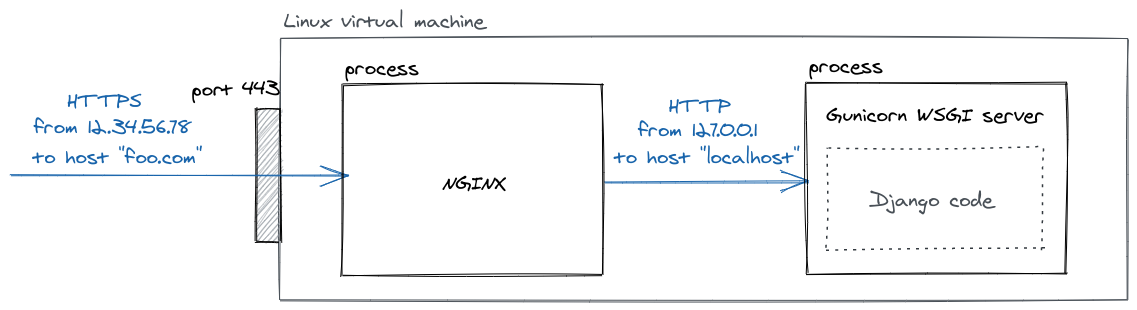 Linux virtual machine
process
process
port 443
HTTPS
from 12.34.56.78
to host "foo.com"
NGINX
HTTP
from 127.0.0.1
to host "localhost"
Gunicorn WSGI server
Django code